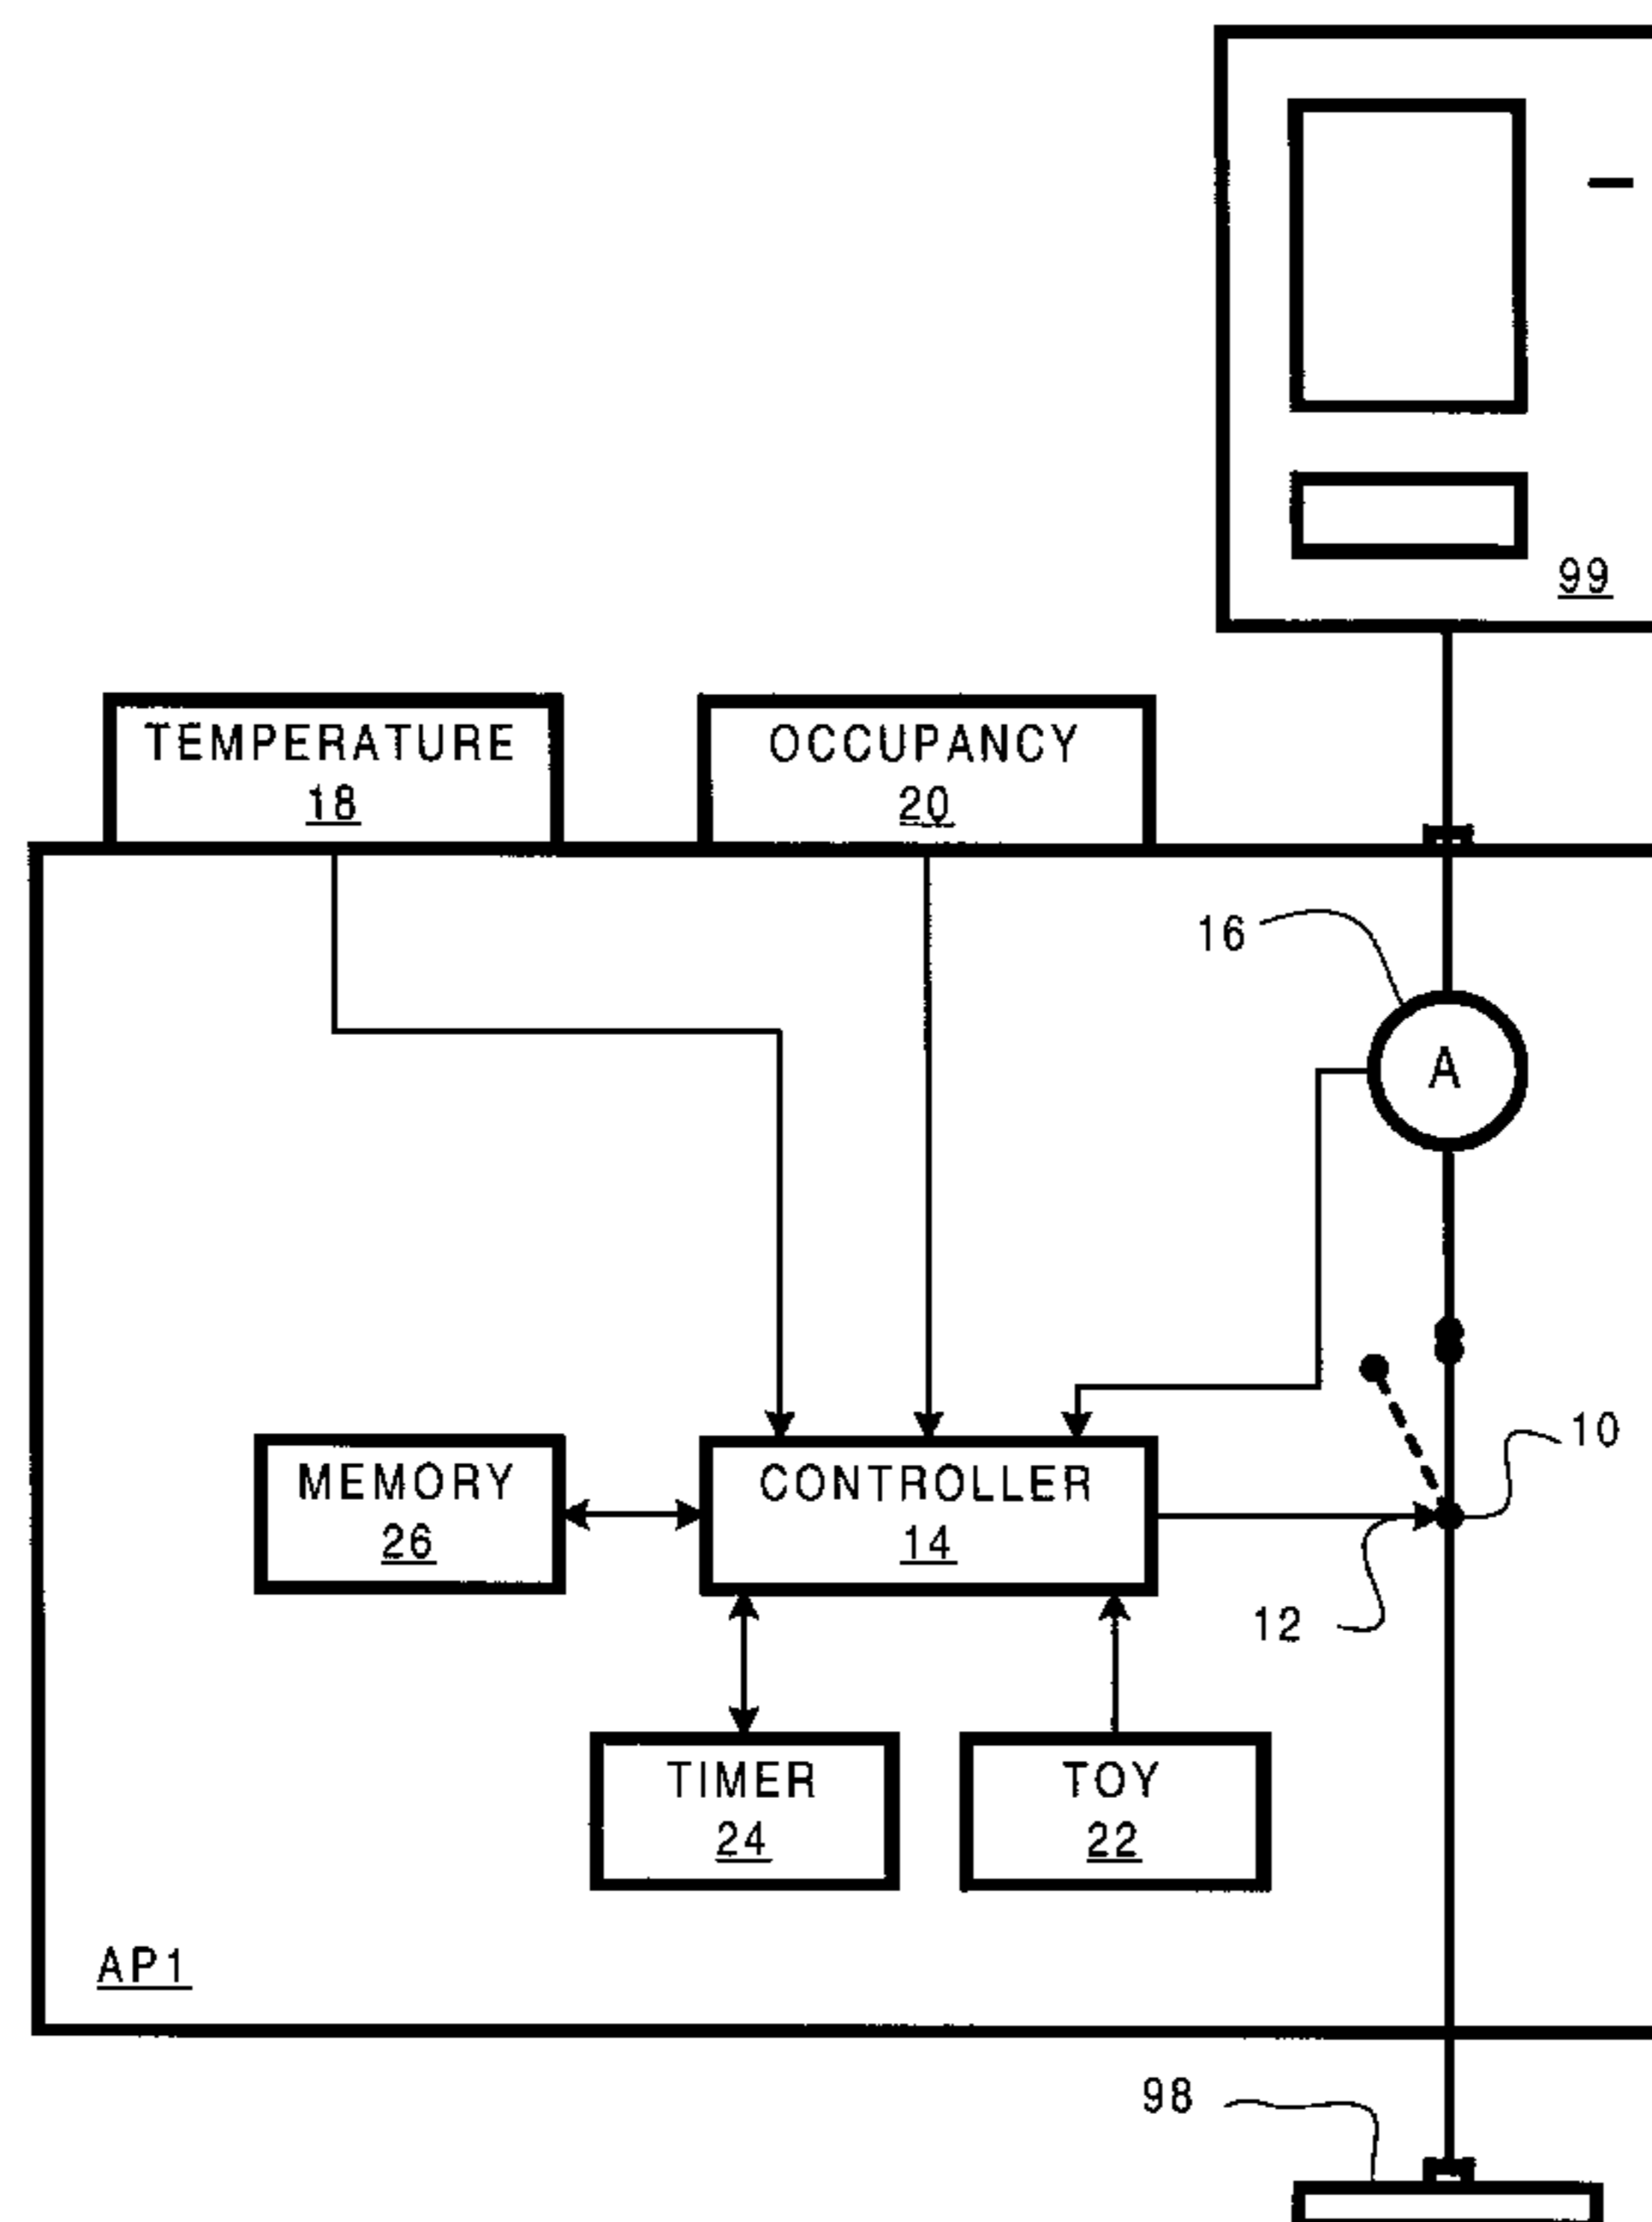 99
TEMPERATURE
18
OCCUPANCY
20
16
A
10
MEMORY
26
CONTROLLER
14
12
TIMER
24
TOY
22
AP1
98